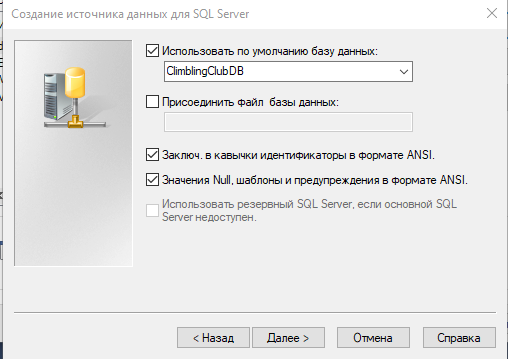 Создание источника данных для SQL Server
Использовать по умолчанию базу данных:
ClimblingClubDB
Присоединить файл базы данных:
Заключ. в кавычки идентификаторы в формате ANSI.
Значения Null, шаблоны и предупреждения в формате ANSI.
Использовать резервный SQL Server, если основной SQL
Server недоступен.
< Назад
Далее >
Отмена
Справка